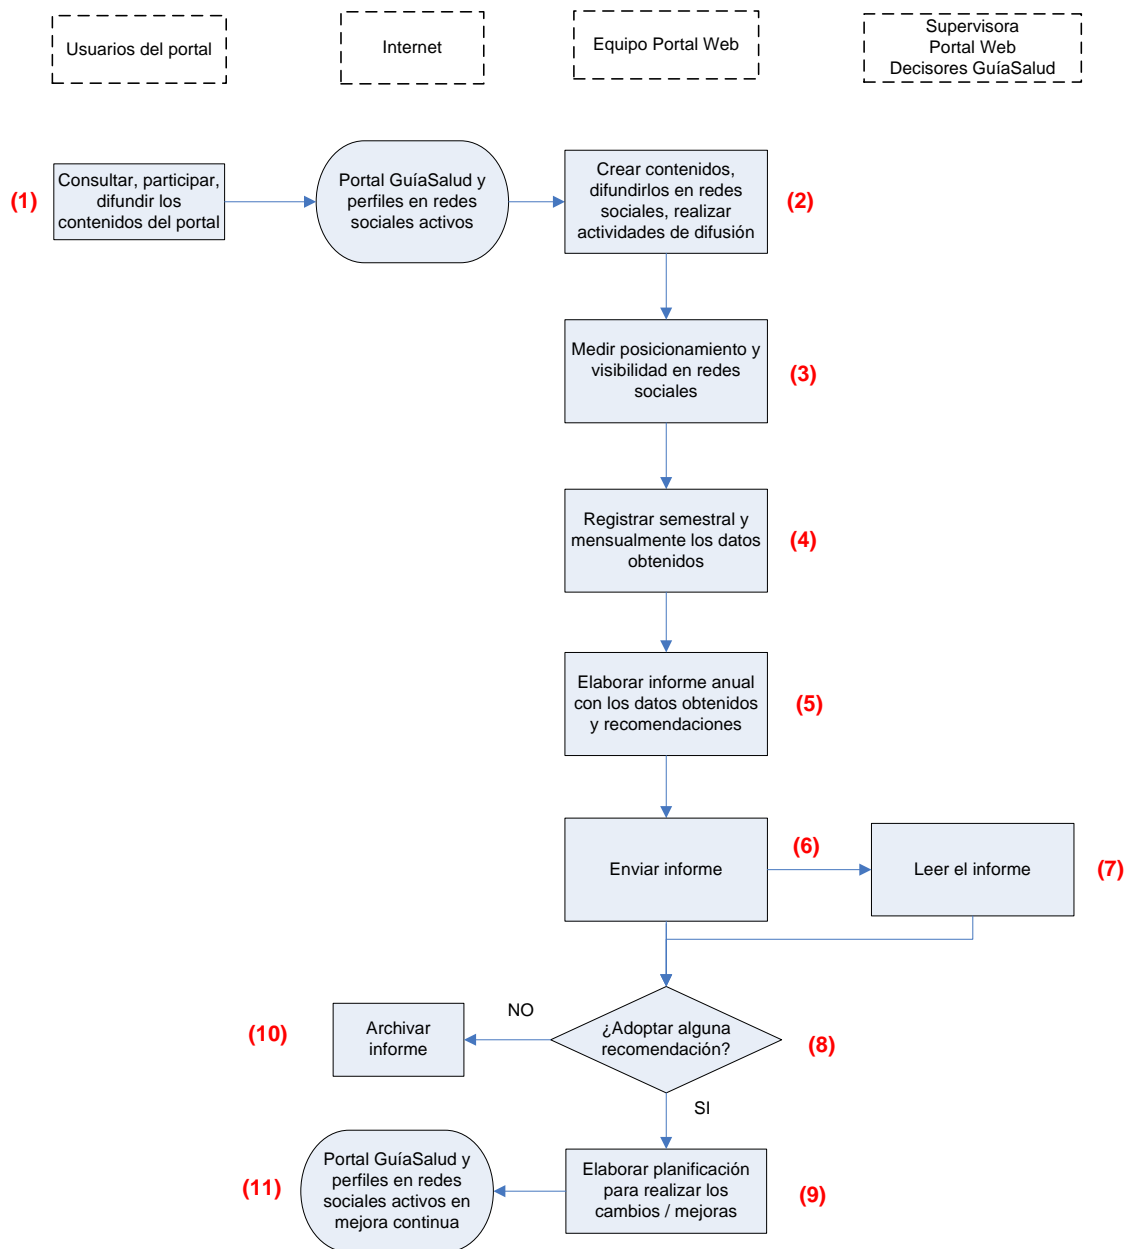 Usuarios del portal
Internet
Equipo Portal Web
Supervisora
Portal Web
Decisores GuíaSalud
(1)
Consultar, participar,
difundir los
contenidos del portal
Portal GuíaSalud y
perfiles en redes
sociales activos
Crear contenidos,
difundirlos en redes
sociales, realizar
actividades de difusión
(2)
Medir posicionamiento y
visibilidad en redes
sociales
(3)
Registrar semestral y
mensualmente los datos
obtenidos
(4)
Elaborar informe anual
con los datos obtenidos
y recomendaciones
(5)
Enviar informe
(6)
Leer el informe
(7)
¿Adoptar alguna
recomendación?
(8)
NO
(10)
Archivar
informe
SI
Elaborar planificación
para realizar los
cambios / mejoras
(9)
(11)
Portal GuíaSalud y
perfiles en redes
sociales activos en
mejora continua